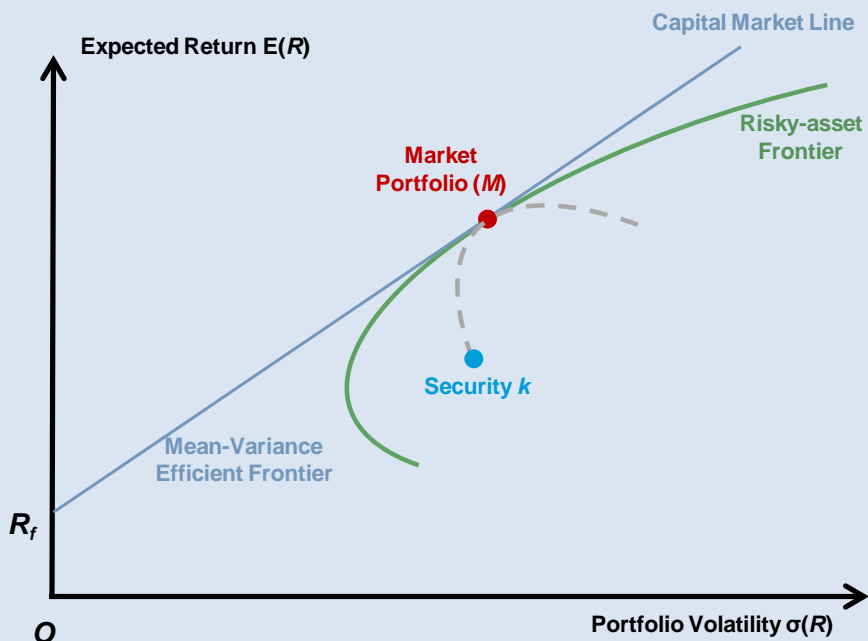 Capital Market Line
Expected Return E(R)
Risky-asset
Frontier
Market
Portfolio (M)
Security k
Mean-Variance
Efficient Frontier
Rf
O
Portfolio Volatility σ(R)